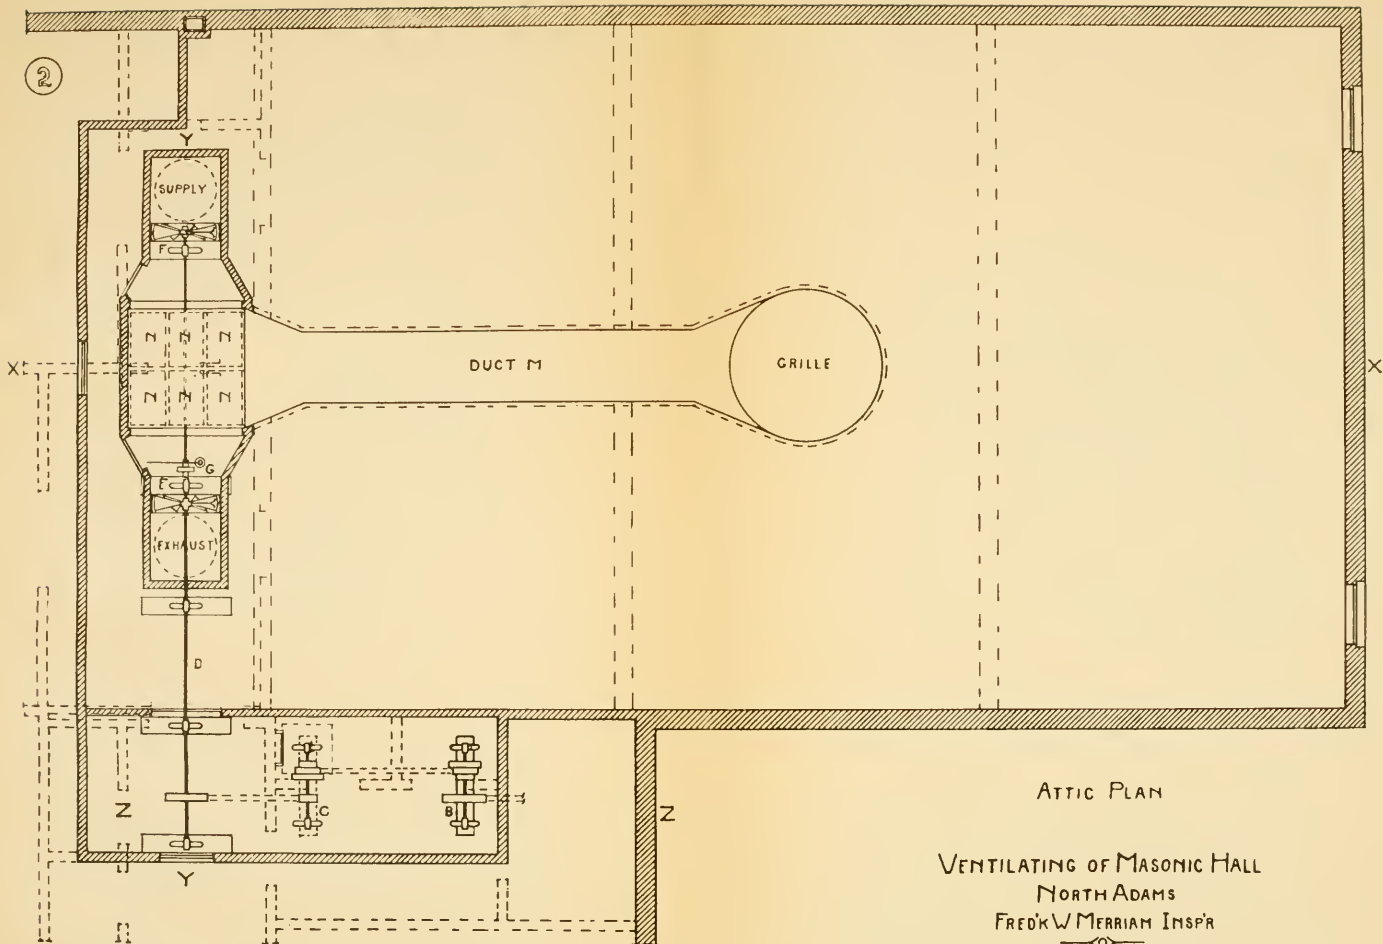 2
Y
SUPPLY
F
N N N
X
DUCT M
GRILLE
X
N N N
G
E
EXHAUST
D
C
B
Z
Z
Y
ATTIC PLAN
VENTILATING OF MASONIC HALL
NORTH ADAMS
FRED'K W MERRIAM INSP'R